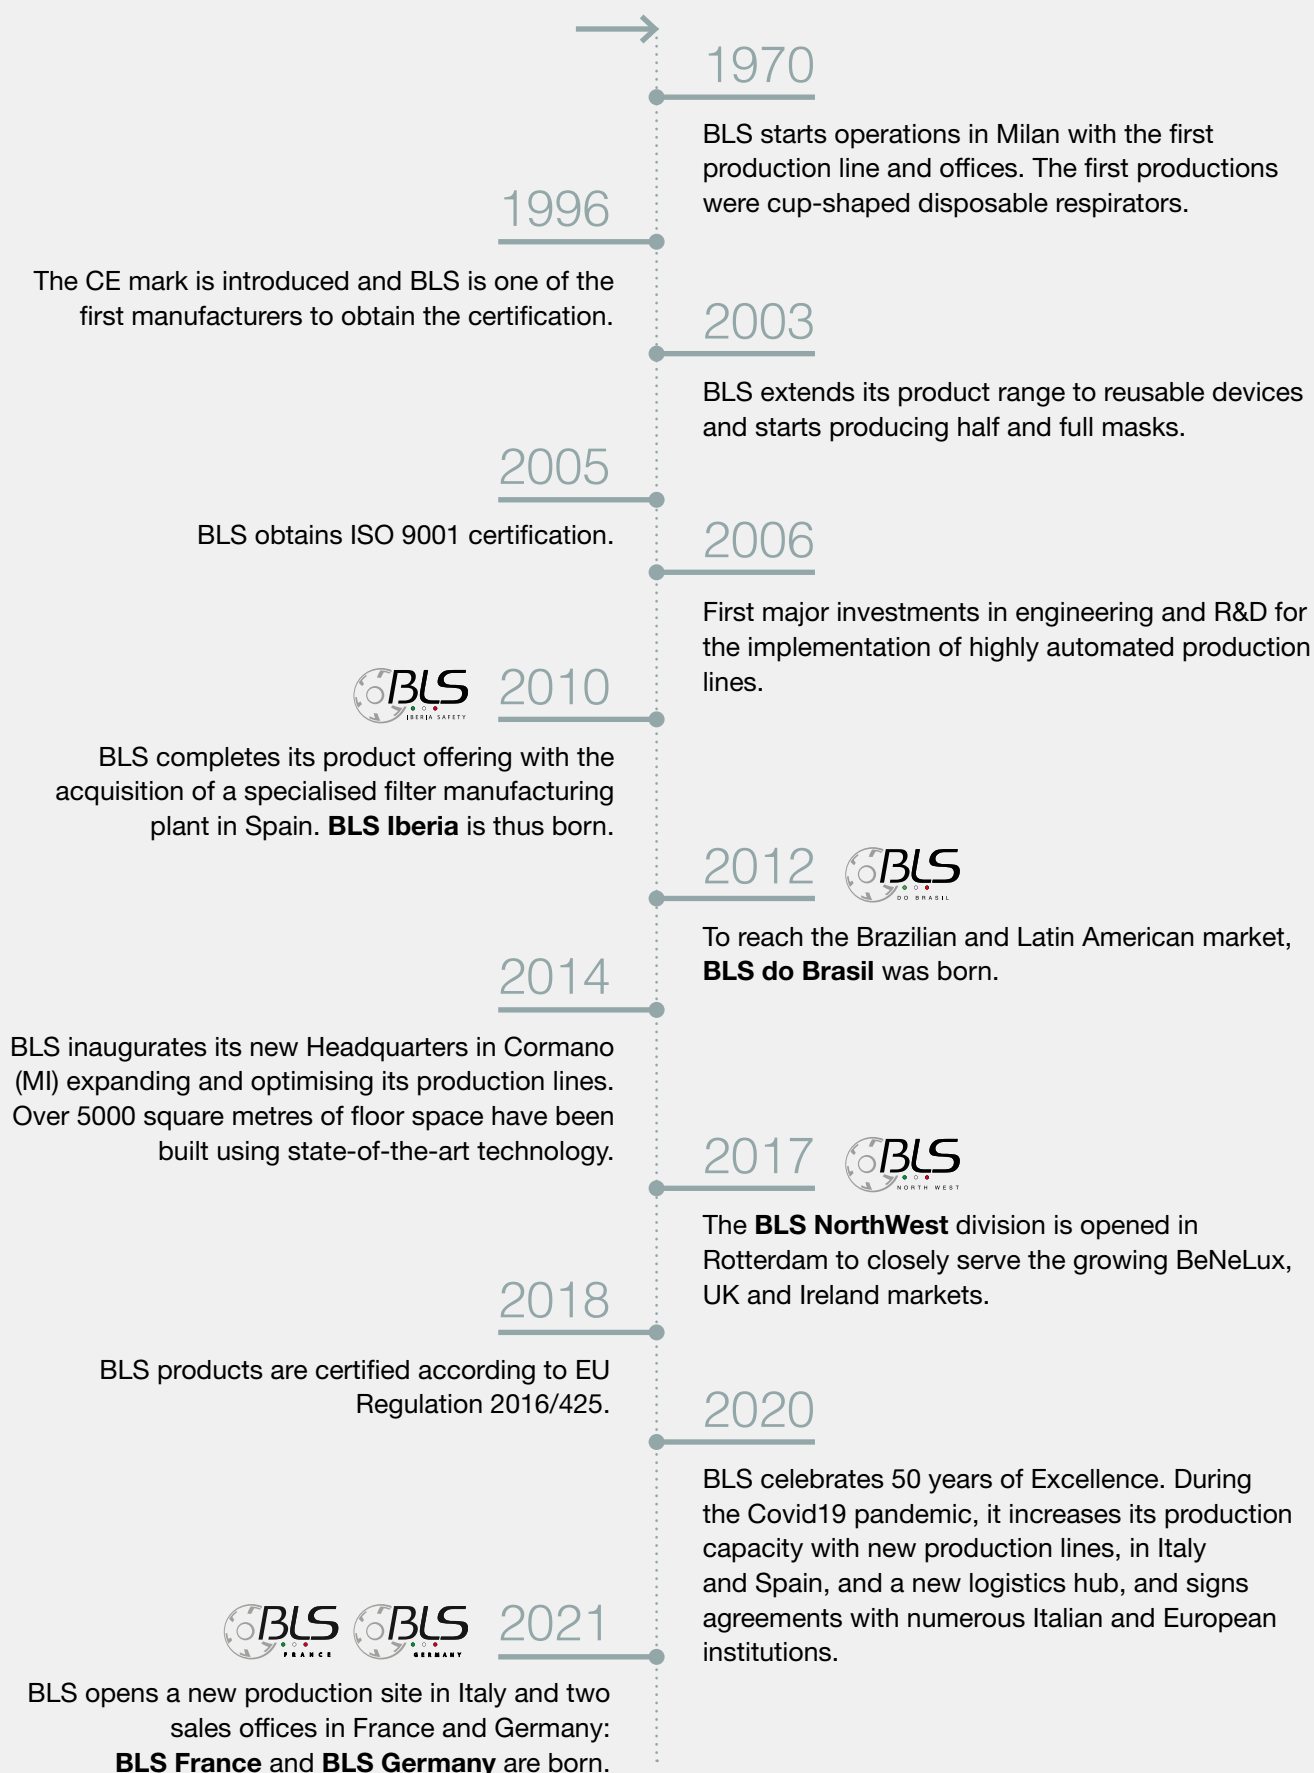 1970
BLS starts operations in Milan with the first
production line and offices. The first productions
were cup-shaped disposable respirators.
1996
The CE mark is introduced and BLS is one of the
first manufacturers to obtain the certification.
2003
BLS extends its product range to reusable devices
and starts producing half and full masks.
2005
BLS obtains ISO 9001 certification.
2006
First major investments in engineering and R&D for
the implementation of highly automated production
lines.
BLS
IBERIA SAFETY
2010
BLS completes its product offering with the
acquisition of a specialised filter manufacturing
plant in Spain. BLS Iberia is thus born.
2012
BLS
DO BRASIL
To reach the Brazilian and Latin American market,
BLS do Brasil was born.
2014
BLS inaugurates its new Headquarters in Cormano
(MI) expanding and optimising its production lines.
Over 5000 square metres of floor space have been
built using state-of-the-art technology.
2017
BLS
NORTH WEST
The BLS NorthWest division is opened in
Rotterdam to closely serve the growing BeNeLux,
UK and Ireland markets.
2018
BLS products are certified according to EU
Regulation 2016/425.
2020
BLS celebrates 50 years of Excellence. During
the Covid19 pandemic, it increases its production
capacity with new production lines, in Italy
and Spain, and a new logistics hub, and signs
agreements with numerous Italian and European
institutions.
BLS
FRANCE
BLS
GERMANY
2021
BLS opens a new production site in Italy and two
sales offices in France and Germany:
BLS France and BLS Germany are born.